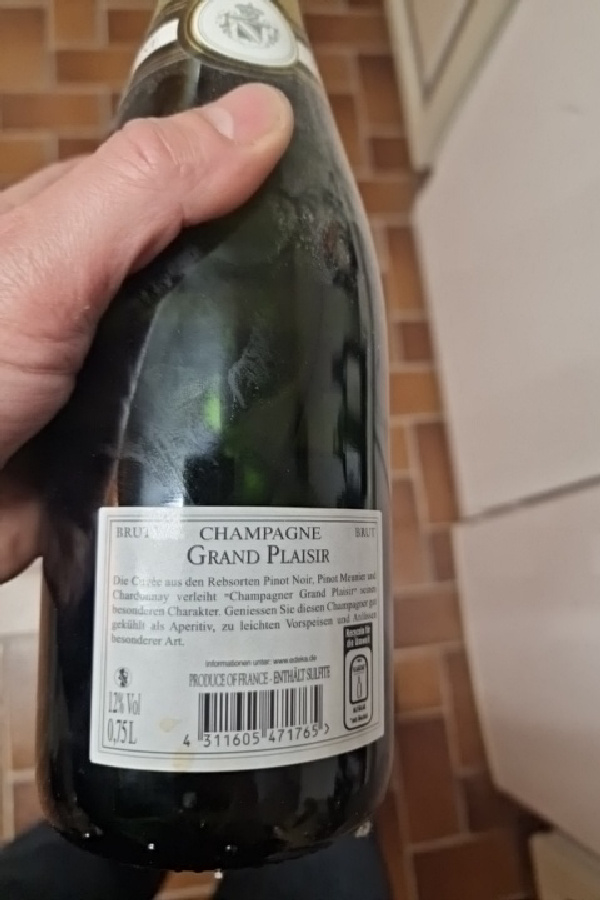 BRUT CHAMPAGNE BRUT
GRAND PLAISIR
Die Cuvée aus den Rebsorten Pinot Noir, Pinot Meunier und
Chardonnay verleiht "Champagner Grand Plaisir" seinen
besonderen Charakter. Geniessen Sie diesen Champagner gut
gekühlt als Aperitiv, zu leichten Vorspeisen und Anlässen
besonderer Art.
Informationen unter: www.edeka.de
PRODUCE OF FRANCE - ENTHÄLT SULFITE
12% Vol
0,75L
4 311605 471765 >